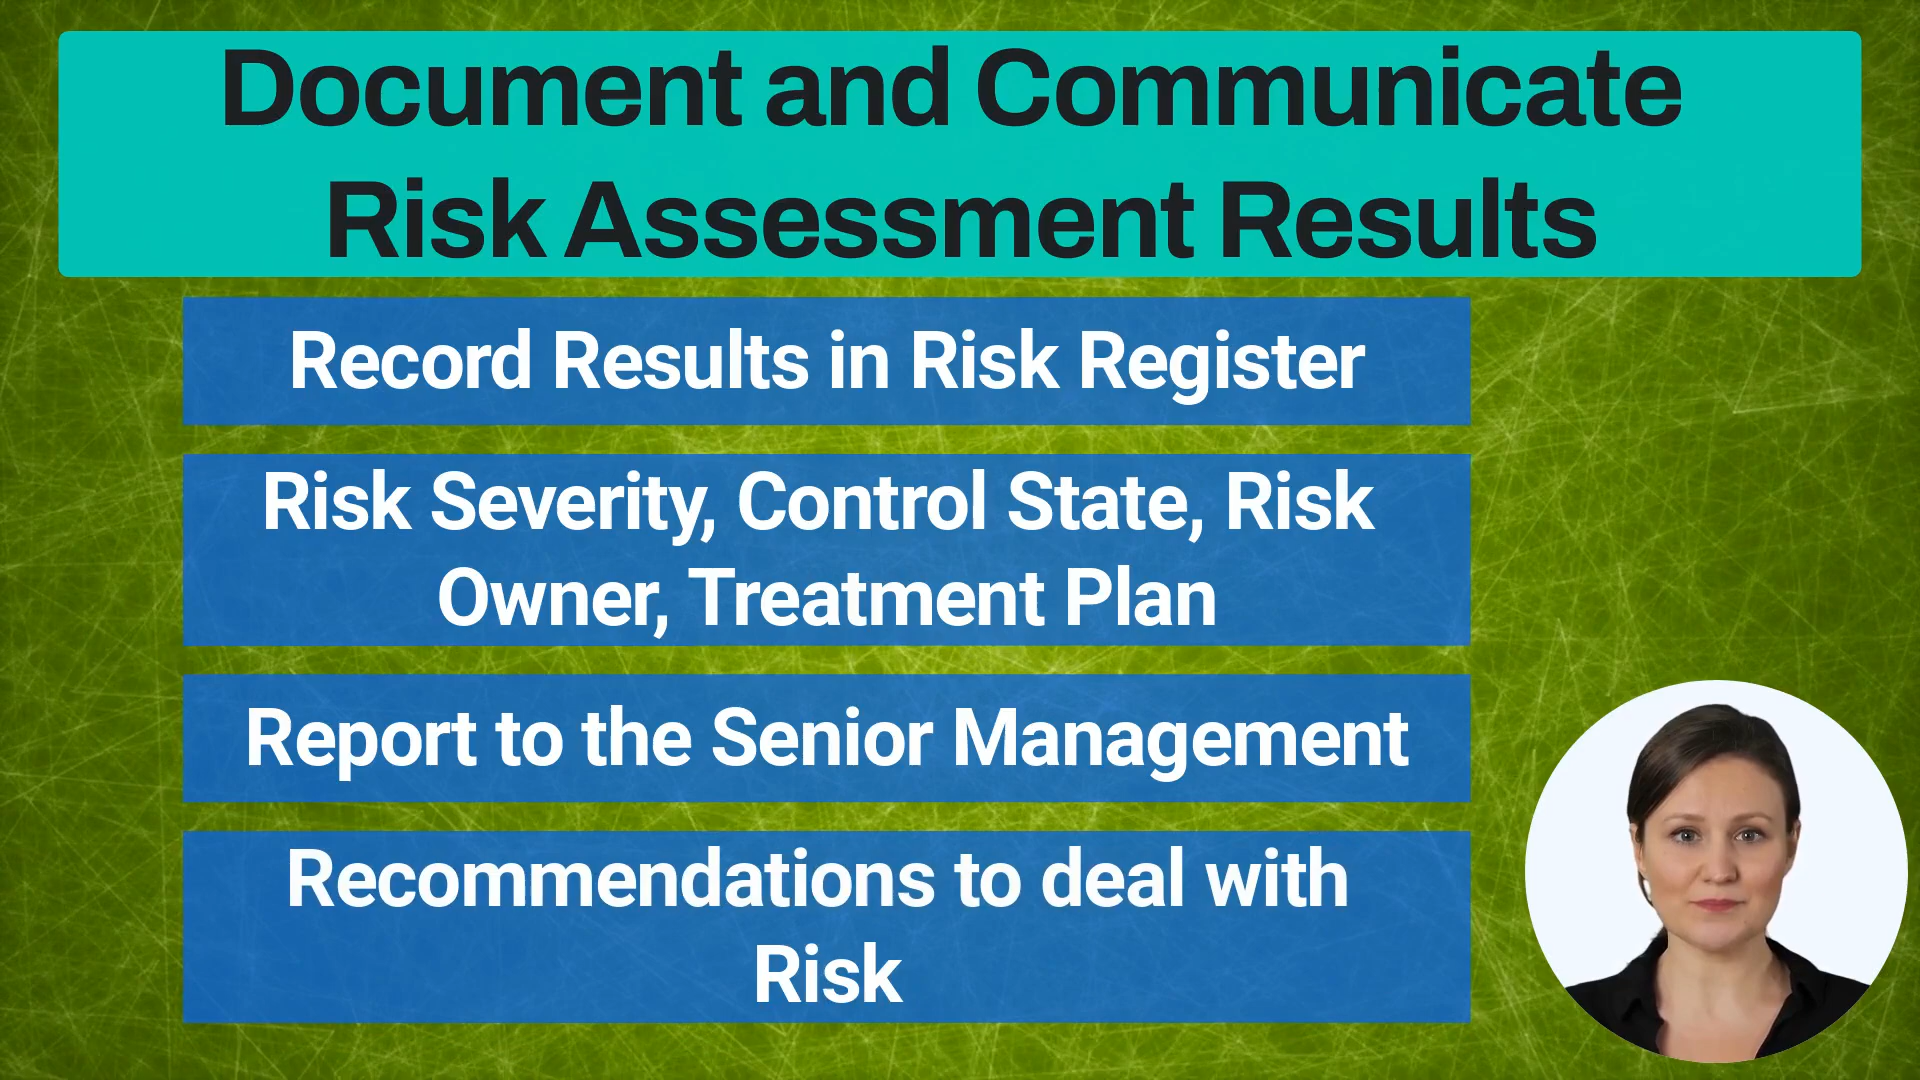 Document and Communicate
Risk Assessment Results
Record Results in Risk Register
Risk Severity, Control State, Risk
Owner, Treatment Plan
Report to the Senior Management
Recommendations to deal with
Risk